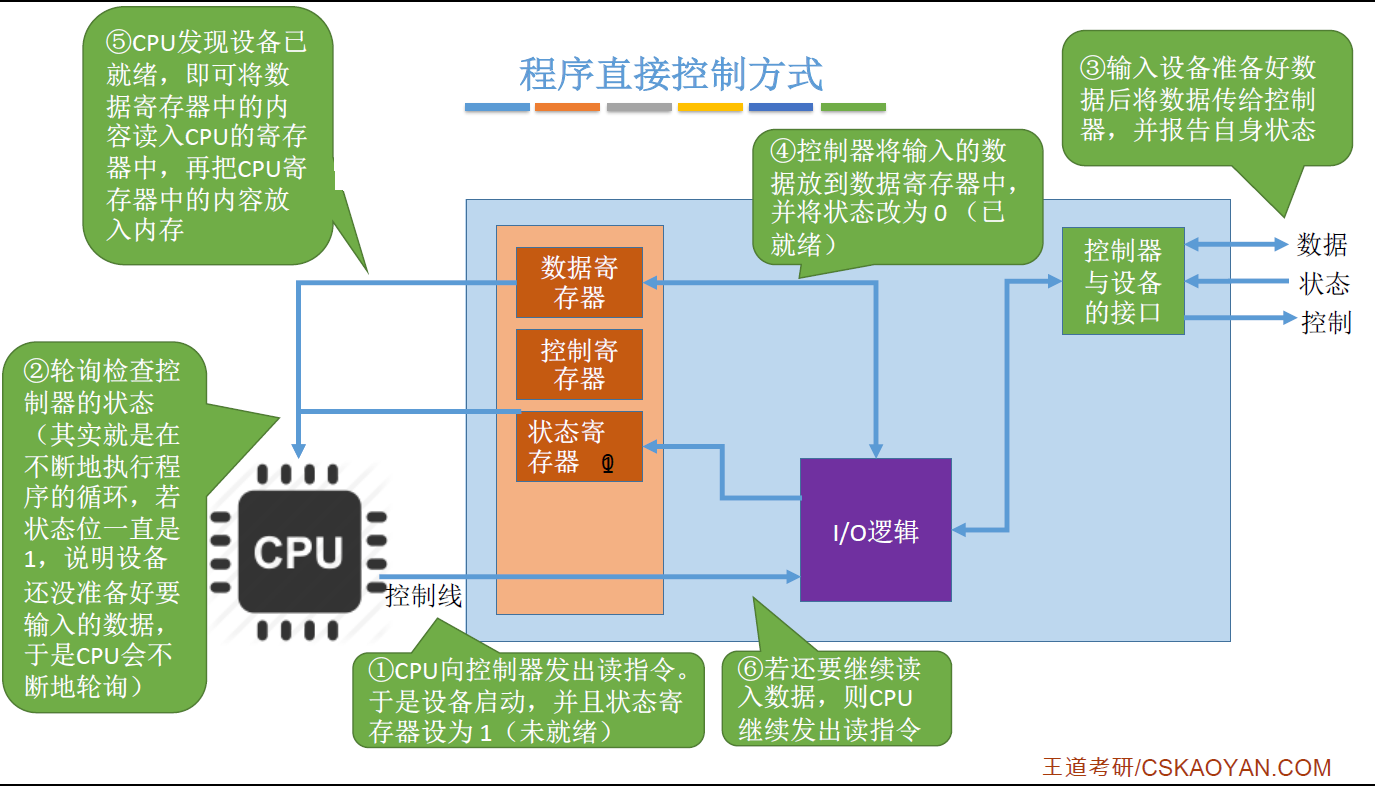 程序直接控制方式
⑤CPU发现设备已
就绪，即可将数
据寄存器中的内
容读入CPU的寄存
器中，再把CPU寄
存器中的内容放
入内存
③输入设备准备好数
据后将数据传给控制
器，并报告自身状态
④控制器将输入的数
据放到数据寄存器中，
并将状态改为 0 （已
就绪）
数据寄
存器
控制寄
存器
状态寄
存器
控制器
与设备
的接口
数据
状态
控制
②轮询检查控
制器的状态
（其实就是在
不断地执行程
序的循环，若
状态位一直是
1，说明设备
还没准备好要
输入的数据，
于是CPU会不
断地轮询）
CPU
控制线
I/O逻辑
①CPU向控制器发出读指令。
于是设备启动，并且状态寄
存器设为 1（未就绪）
⑥若还要继续读
入数据，则CPU
继续发出读指令
王道考研/CSKAOYAN.COM